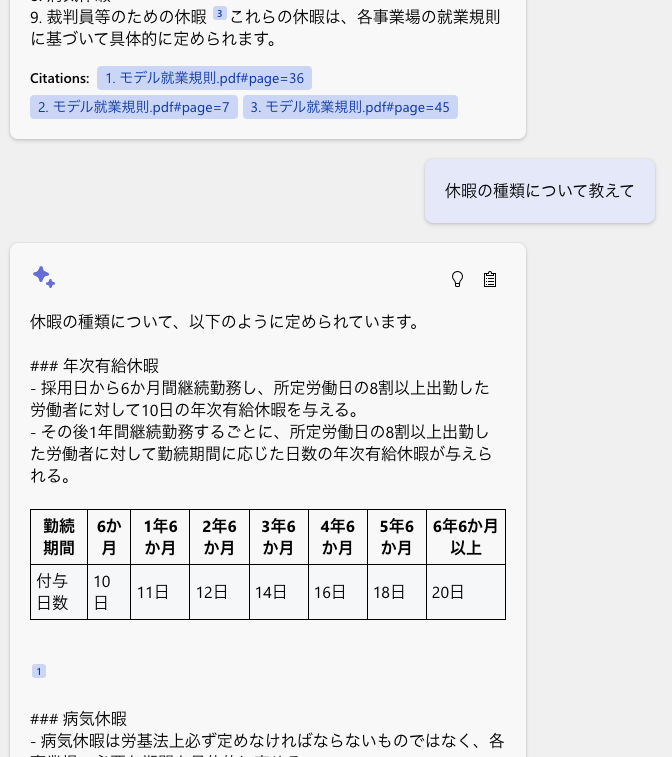 9. 裁判員等のための休暇 3 これらの休暇は、各事業場の就業規則
に基づいて具体的に定められます。
Citations: 1. モデル就業規則.pdf#page=36
2. モデル就業規則.pdf#page=7 3. モデル就業規則.pdf#page=45
休暇の種類について教えて
休暇の種類について、以下のように定められています。
### 年次有給休暇
- 採用日から6か月間継続勤務し、所定労働日の8割以上出勤した
労働者に対して10日の年次有給休暇を与える。
- その後1年間継続勤務するごとに、所定労働日の8割以上出勤し
た労働者に対して勤続期間に応じた日数の年次有給休暇が与えら
れる。
勤続期間 6か月 1年6か月 2年6か月 3年6か月 4年6か月 5年6か月 6年6か月以上
付与日数 10日 11日 12日 14日 16日 18日 20日
1
### 病気休暇
- 病気休暇は労基法上必ず定めなければならないものではなく、各